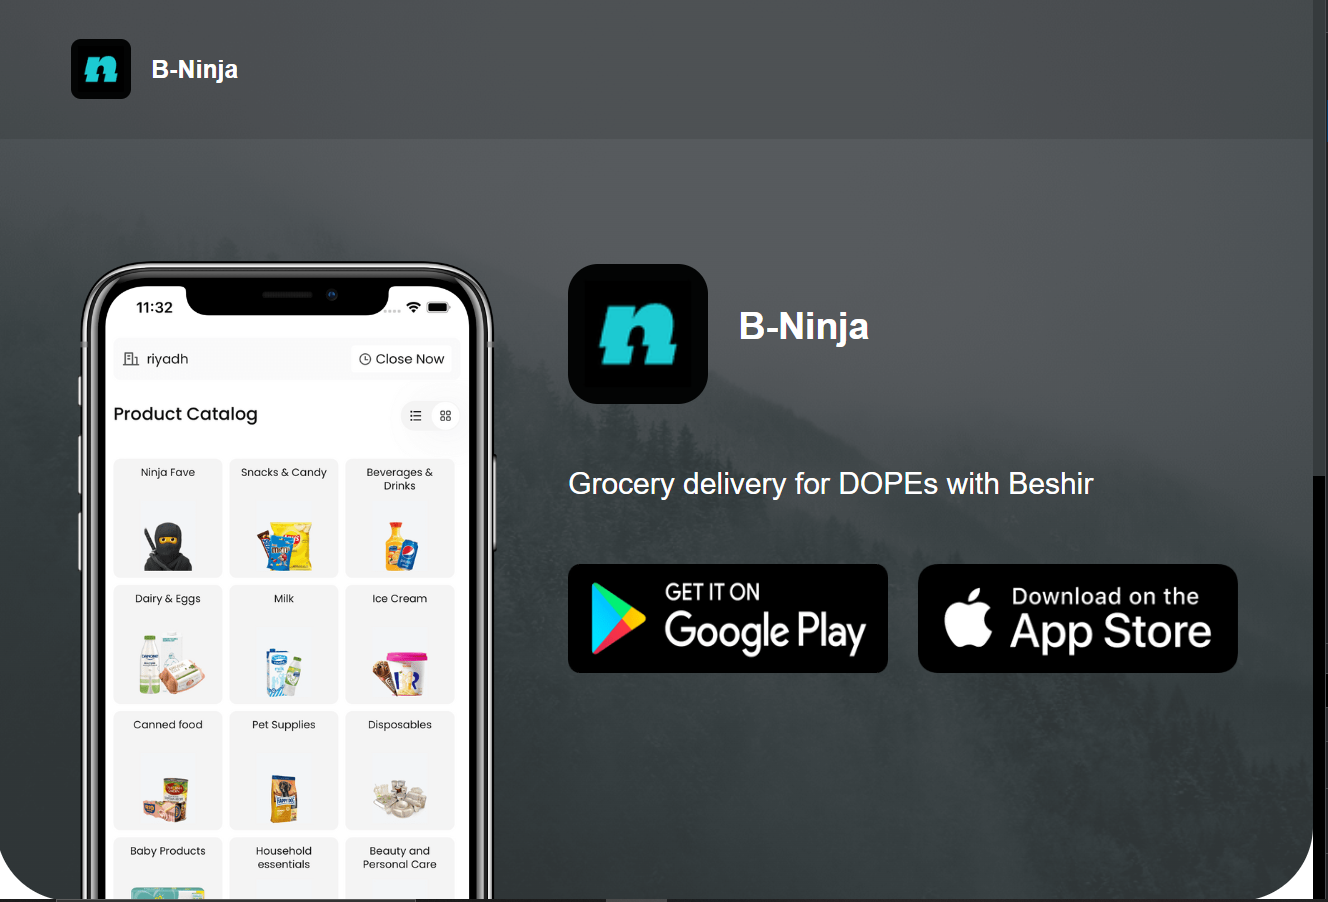 B-Ninja
11:32
riyadh
Close Now
Product Catalog
Ninja Fave
Snacks & Candy
Beverages &
Drinks
Dairy & Eggs
Milk
Ice Cream
Canned food
Pet Supplies
Disposables
Baby Products
Household
essentials
Beauty and
Personal Care
n
B-Ninja
Grocery delivery for DOPEs with Beshir
GET IT ON
Google Play
Download on the
App Store